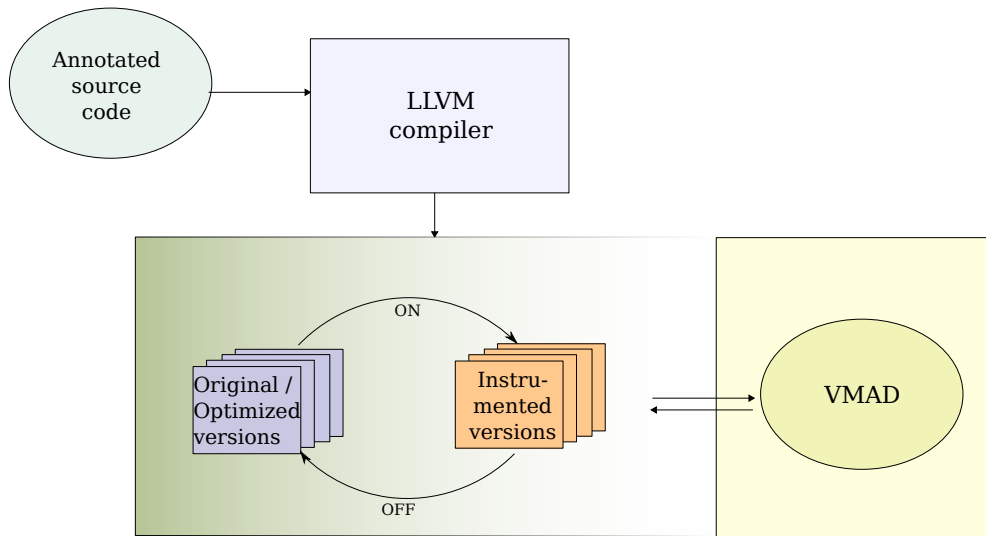 Annotated
source
code
LLVM
compiler
ON
Original /
Optimized
versions
Instru-
mented
versions
OFF
VMAD